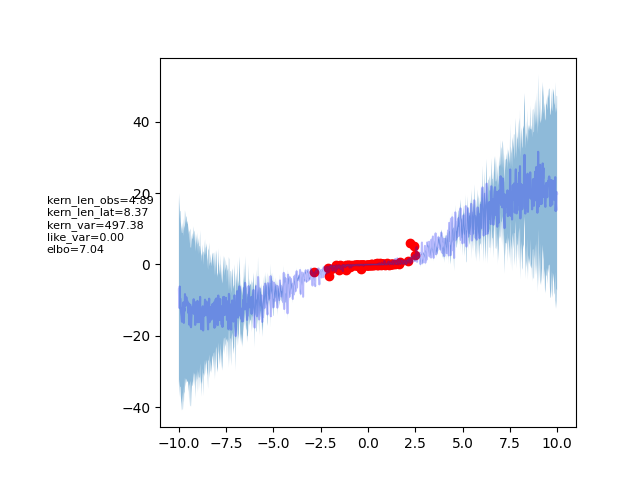 40
20
0
−20
−40
kern_len_obs=4.89
kern_len_lat=8.37
kern_var=497.38
like_var=0.00
elbo=7.04
−10.0 −7.5 −5.0 −2.5 0.0 2.5 5.0 7.5 10.0